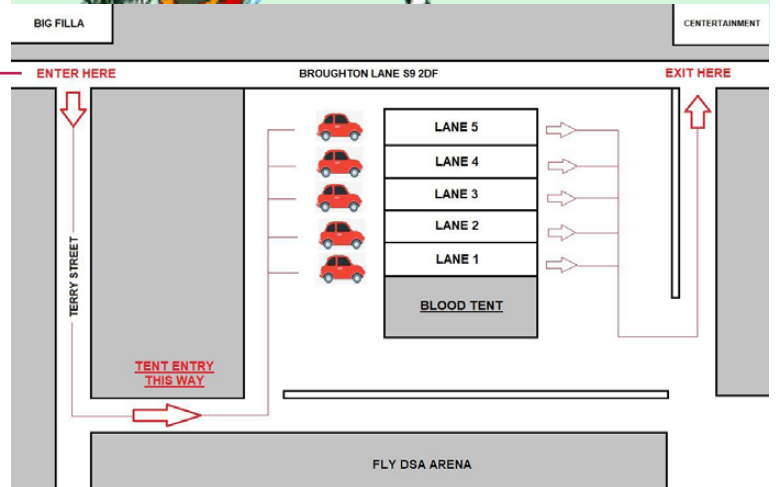 BIG FILLA
CENTERTAINMENT
ENTER HERE
BROUGHTON LANE S9 2DF
EXIT HERE
LANE 5
LANE 4
LANE 3
LANE 2
LANE 1
TERRY STREET
BLOOD TENT
TENT ENTRY
THIS WAY
FLY DSA ARENA